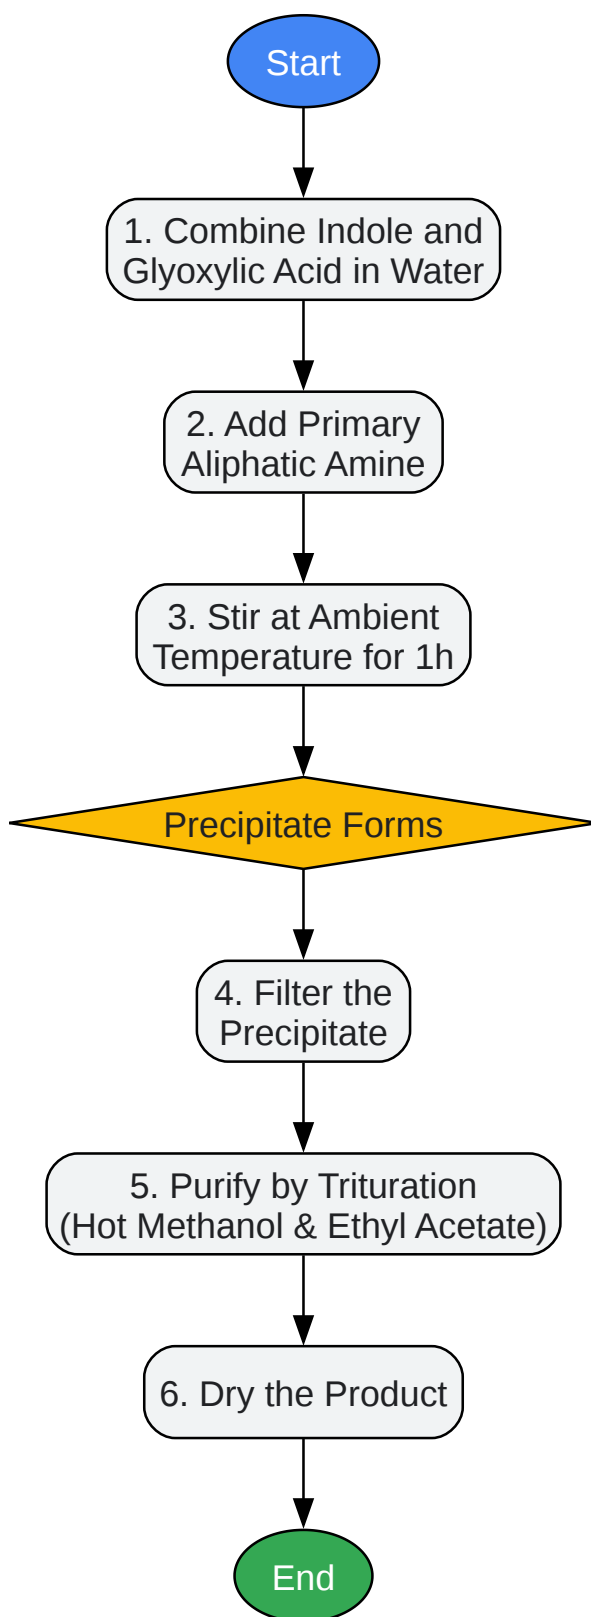 Start
1. Combine Indole and
Glyoxylic Acid in Water
2. Add Primary
Aliphatic Amine
3. Stir at Ambient
Temperature for 1h
Precipitate Forms
4. Filter the
Precipitate
5. Purify by Trituration
(Hot Methanol & Ethyl Acetate)
6. Dry the Product
End